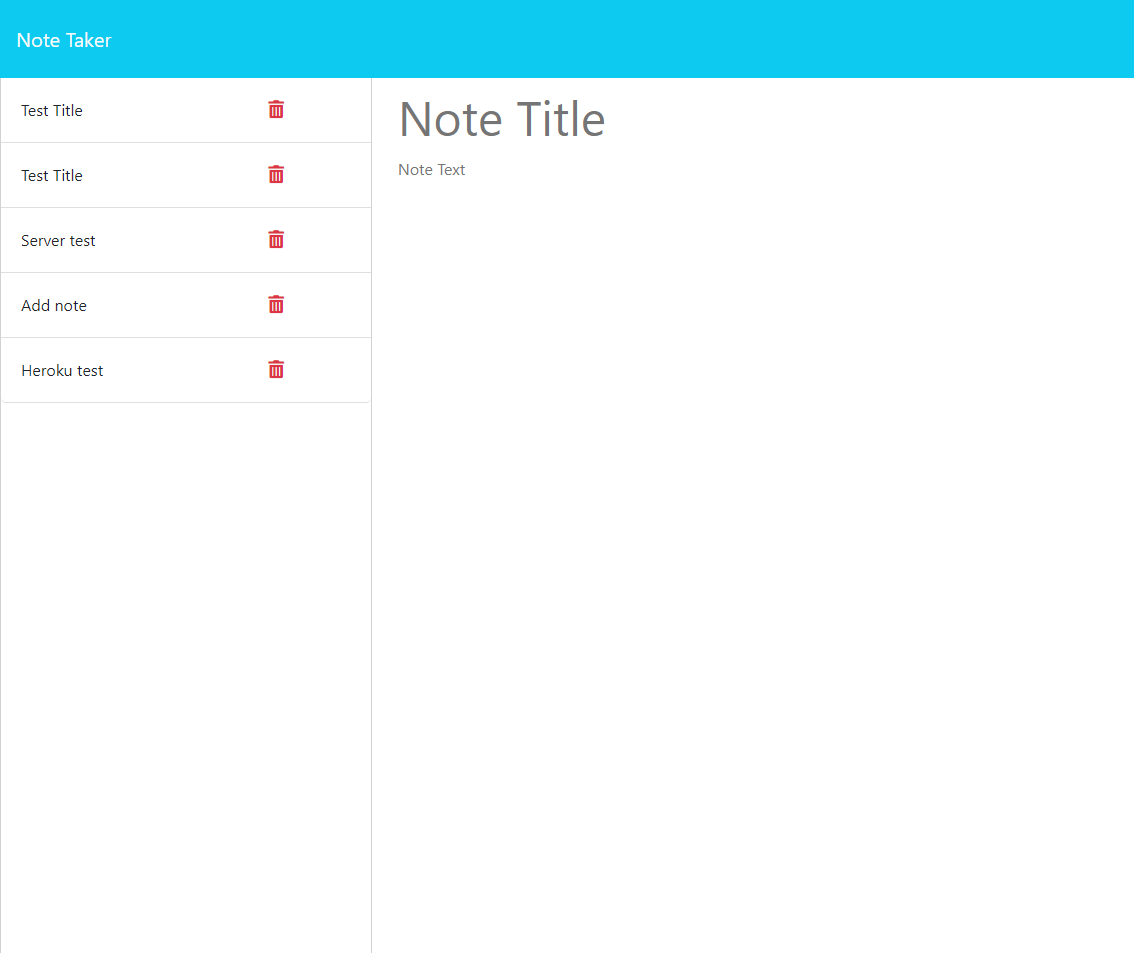 Note Taker
Test Title
Test Title
Server test
Add note
Heroku test
Note Title
Note Text